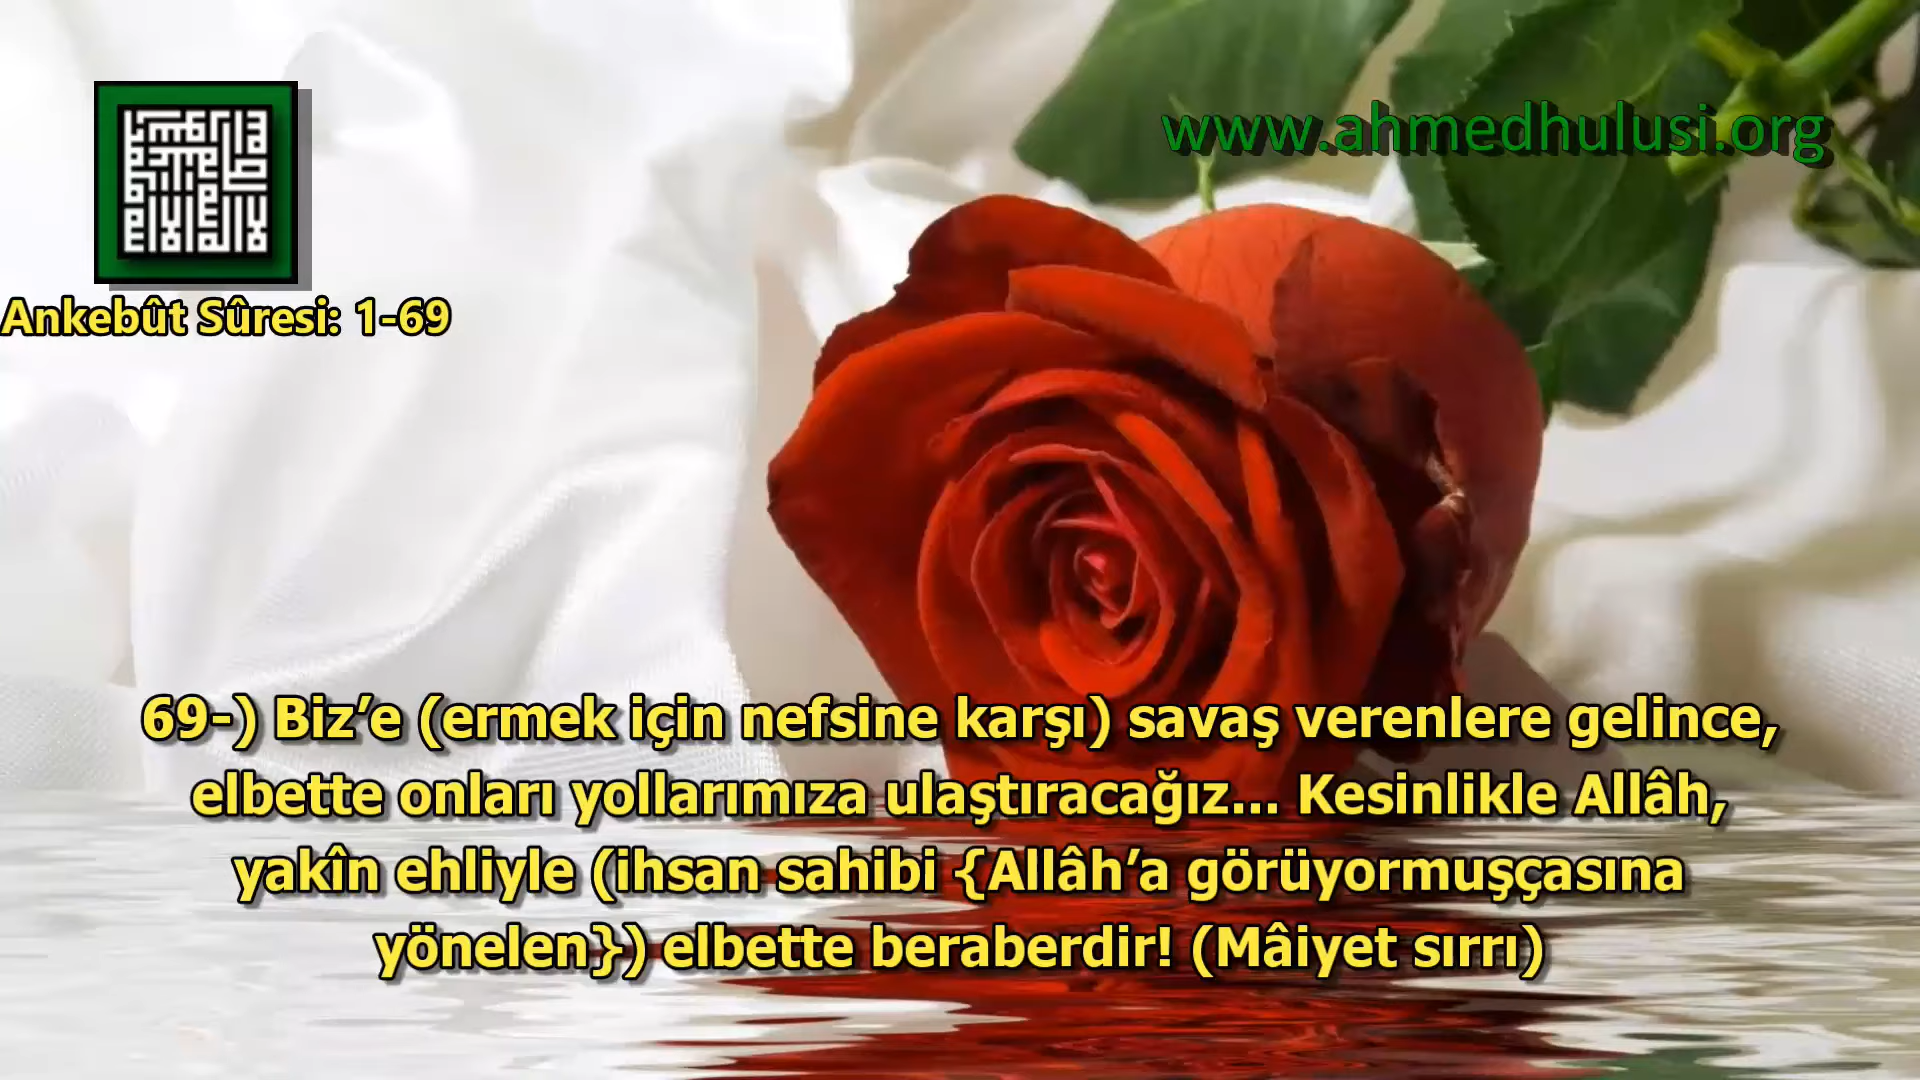 www.ahmedhulusi.org
Ankebût Sûresi: 1-69
69-) Biz’e (ermek için nefsine karşı) savaş verenlere gelince,
elbette onları yollarımıza ulaştıracağız... Kesinlikle Allâh,
yakîn ehliyle (ihsan sahibi {Allâh’a görüyormuşçasına
yönelen}) elbette beraberdir! (Mâiyet sırrı)